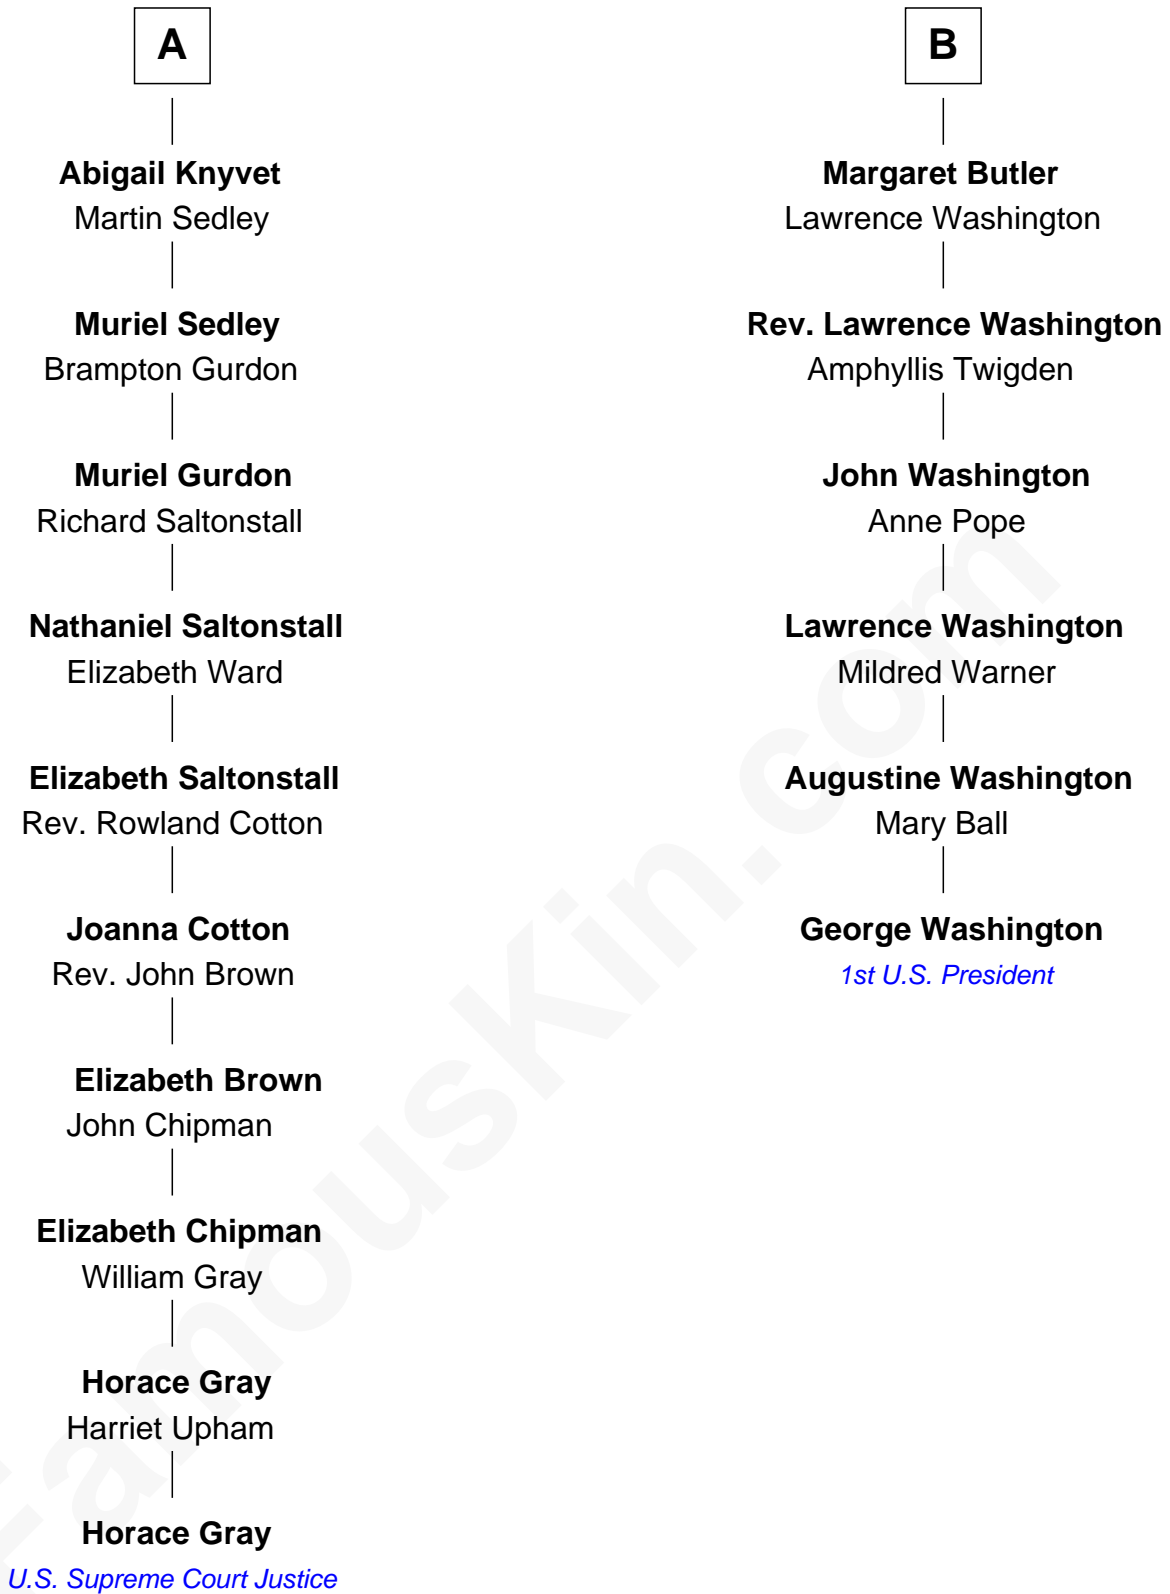 A
Abigail Knyvet
Martin Sedley
Muriel Sedley
Brampton Gurdon
Muriel Gurdon
Richard Saltonstall
Nathaniel Saltonstall
Elizabeth Ward
Elizabeth Saltonstall
Rev. Rowland Cotton
Joanna Cotton
Rev. John Brown
Elizabeth Brown
John Chipman
Elizabeth Chipman
William Gray
Horace Gray
Harriet Upham
Horace Gray
U.S. Supreme Court Justice
B
Margaret Butler
Lawrence Washington
Rev. Lawrence Washington
Amphyllis Twigden
John Washington
Anne Pope
Lawrence Washington
Mildred Warner
Augustine Washington
Mary Ball
George Washington
1st U.S. President
FamousKin.com